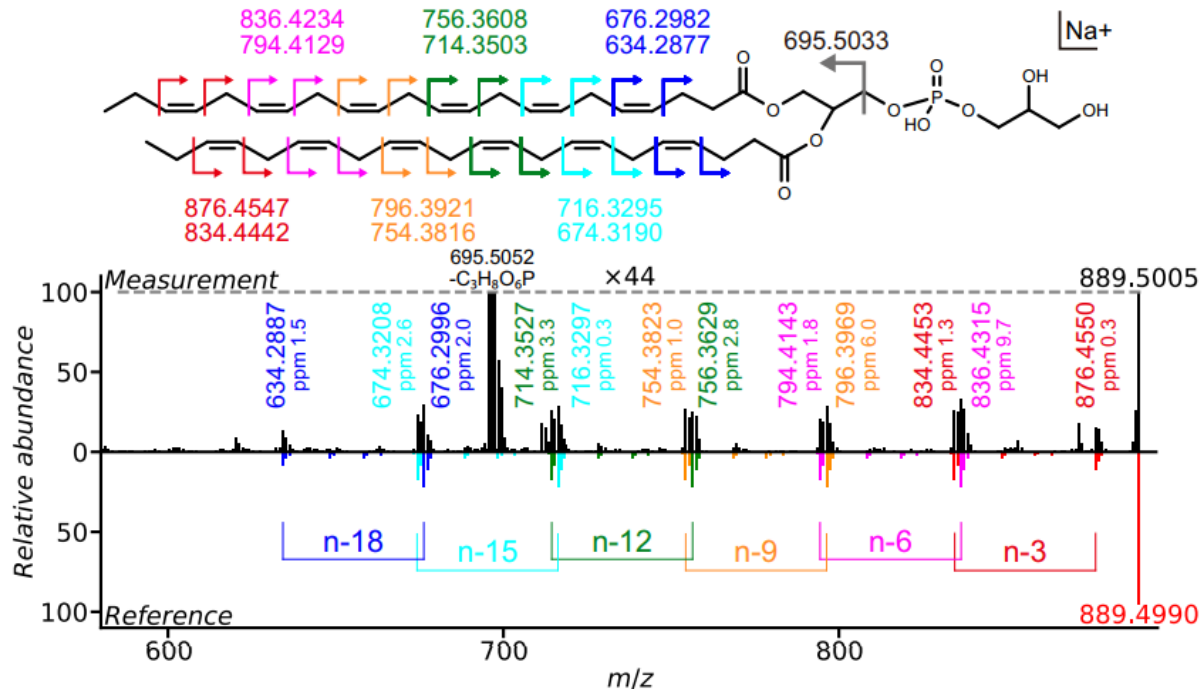 836.4234
794.4129
756.3608
714.3503
676.2982
634.2877
695.5033
Na+
O
O
O
P
O
HO
O
OH
OH
O
O
876.4547
834.4442
796.3921
754.3816
716.3295
674.3190
Measurement
695.5052
-C3H8O6P
×44
889.5005
634.2887
ppm 1.5
674.3208
ppm 2.6
676.2996
ppm 2.0
714.3527
ppm 3.3
716.3297
ppm 0.3
754.3823
ppm 1.0
756.3629
ppm 2.8
794.4143
ppm 1.8
796.3969
ppm 6.0
834.4453
ppm 1.3
836.4315
ppm 9.7
876.4550
ppm 0.3
100
50
0
50
100
Relative abundance
n-18
n-15
n-12
n-9
n-6
n-3
Reference
889.4990
600
700
800
m/z